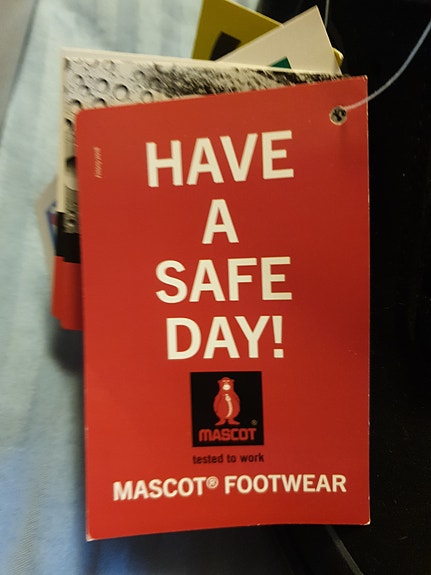 HAVE
A
SAFE
DAY!
MASCOT®
tested to work
MASCOT® FOOTWEAR